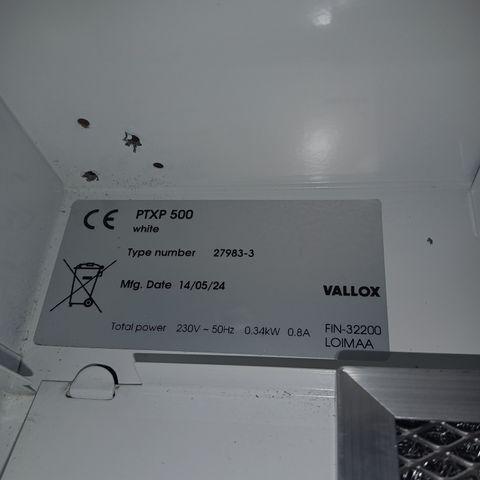 CE PTXP 500
white
Type number 27983-3
Mfg. Date 14/05/24
VALLOX
Total power 230V ~ 50Hz 0.34kW 0.8A FIN-32200
LOIMAA